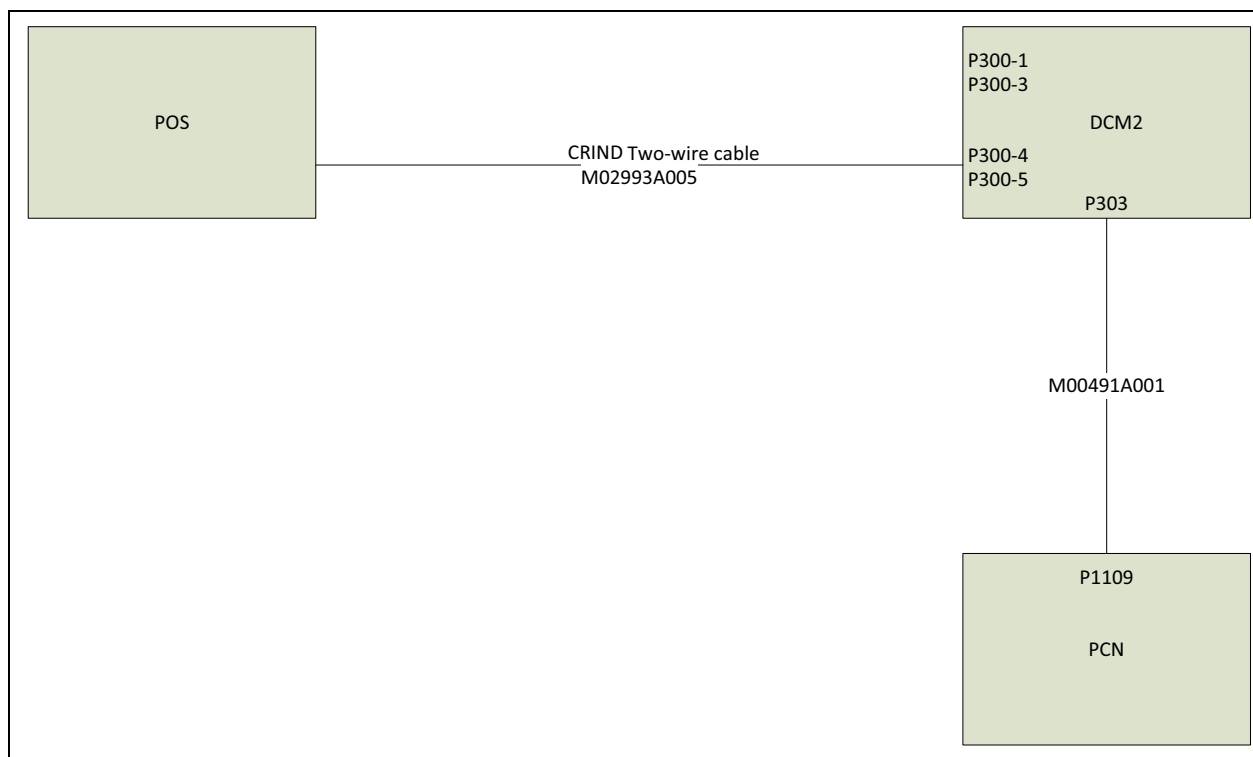 POS
P300-1
P300-3
DCM2
CRIND Two-wire cable
M02993A005
P300-4
P300-5
P303
M00491A001
P1109
PCN